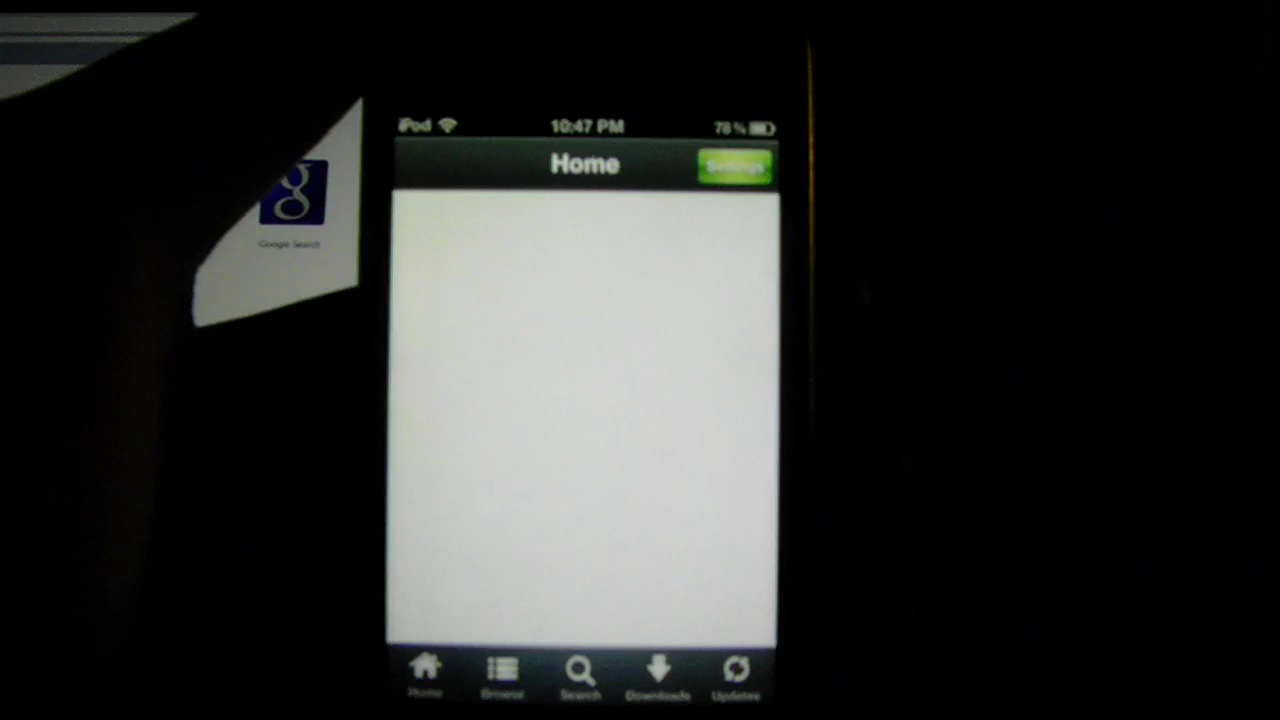 iPod 10:47 PM 78%
Home Settings
g
Google Search
Home Browse Search Downloads Updates